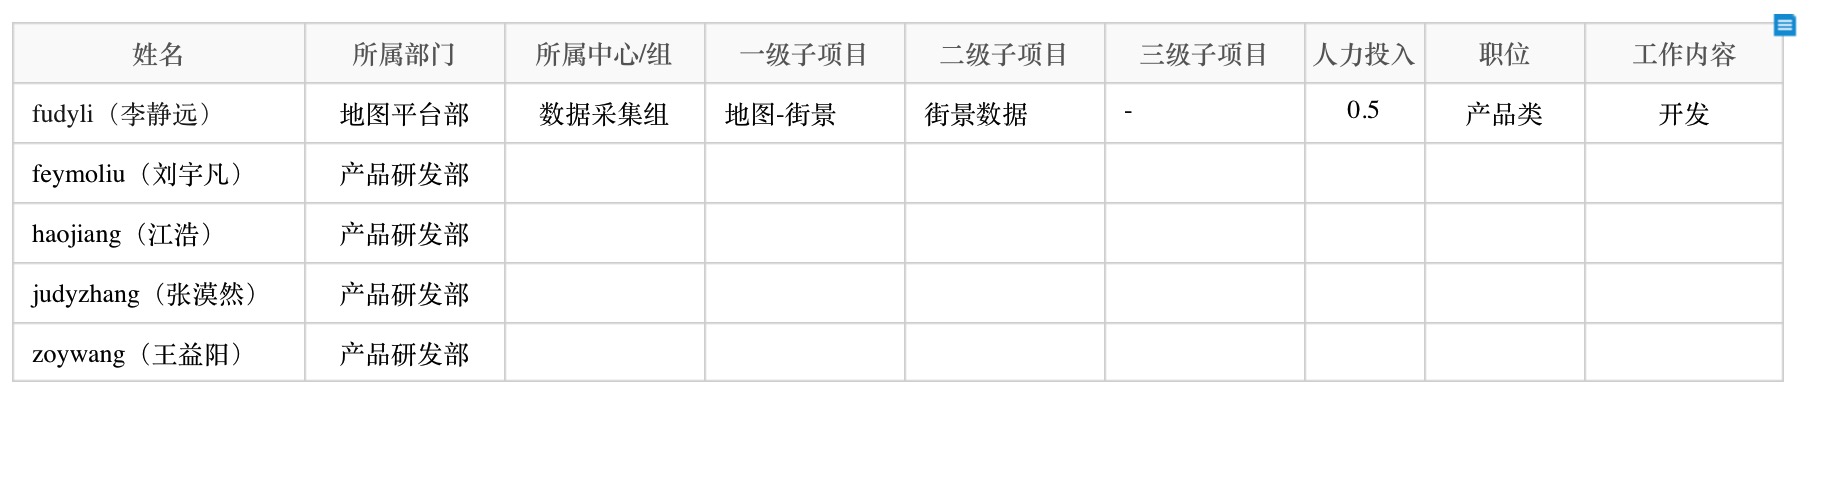 姓名 所属部门 所属中心/组 一级子项目 二级子项目 三级子项目 人力投入 职位 工作内容
fudyli（李静远） 地图平台部 数据采集组 地图-街景 街景数据 - 0.5 产品类 开发
feymoliu（刘宇凡） 产品研发部
haojiang（江浩） 产品研发部
judyzhang（张漠然） 产品研发部
zoywang（王益阳） 产品研发部